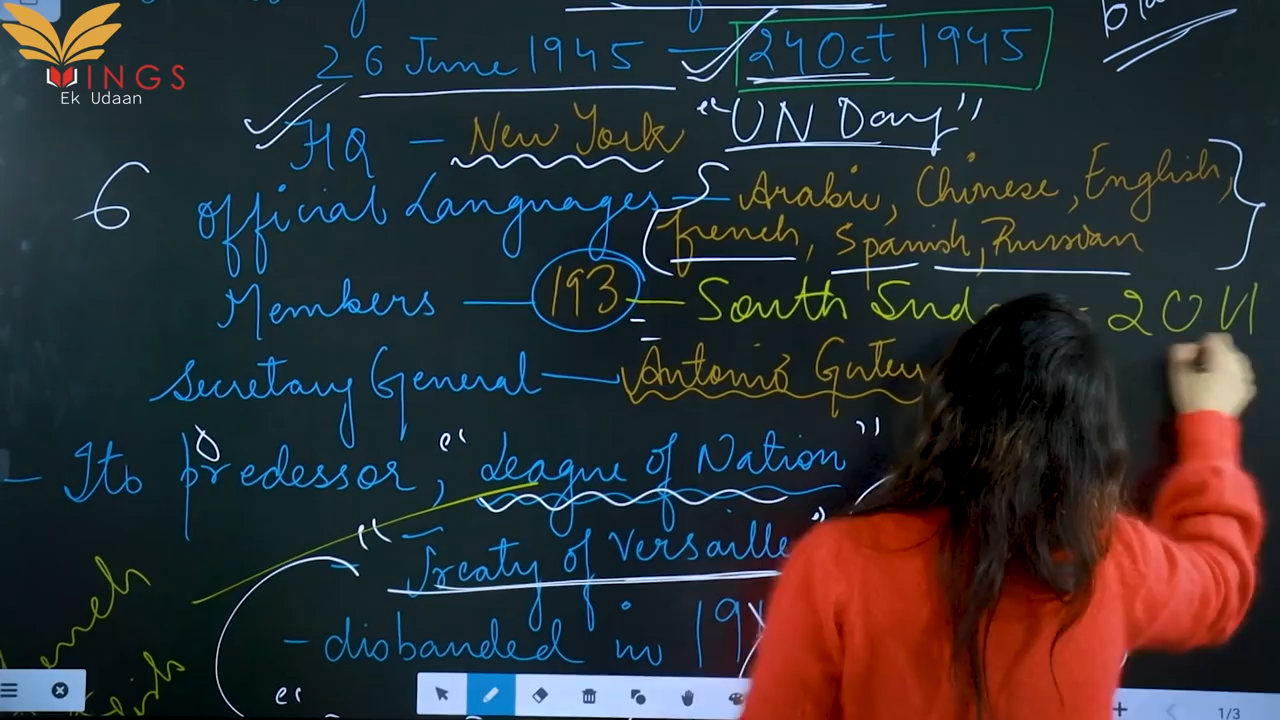 WINGS
Ek Udaan
26 June 1945 — 24 Oct 1945
HQ — New York "UN Day"
6 Official Languages — Arabic, Chinese, English,
french, Spanish, Russian
Members — 193 — South Sud - 2011
Secretary General — Antonio Guter
- Its predessor, "League of Nation"
- "Treaty of Versaille"
- disbanded in 19
1/3